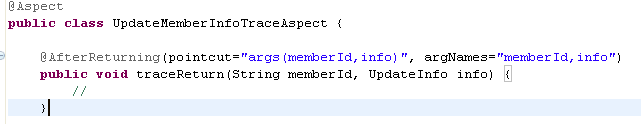 @Aspect
public class UpdateMemberInfoTraceAspect {
@AfterReturning(pointcut="args(memberId,info)", argNames="memberId,info")
public void traceReturn(String memberId, UpdateInfo info) {
//
}